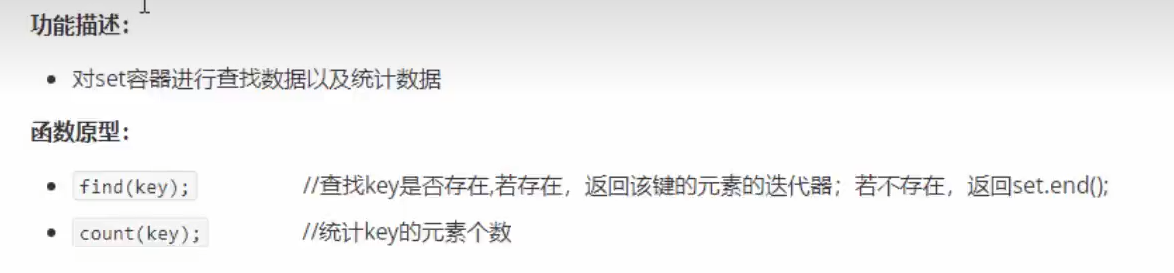 功能描述：
对set容器进行查找数据以及统计数据
函数原型：
find(key); //查找key是否存在,若存在，返回该键的元素的迭代器；若不存在，返回set.end();
count(key); //统计key的元素个数